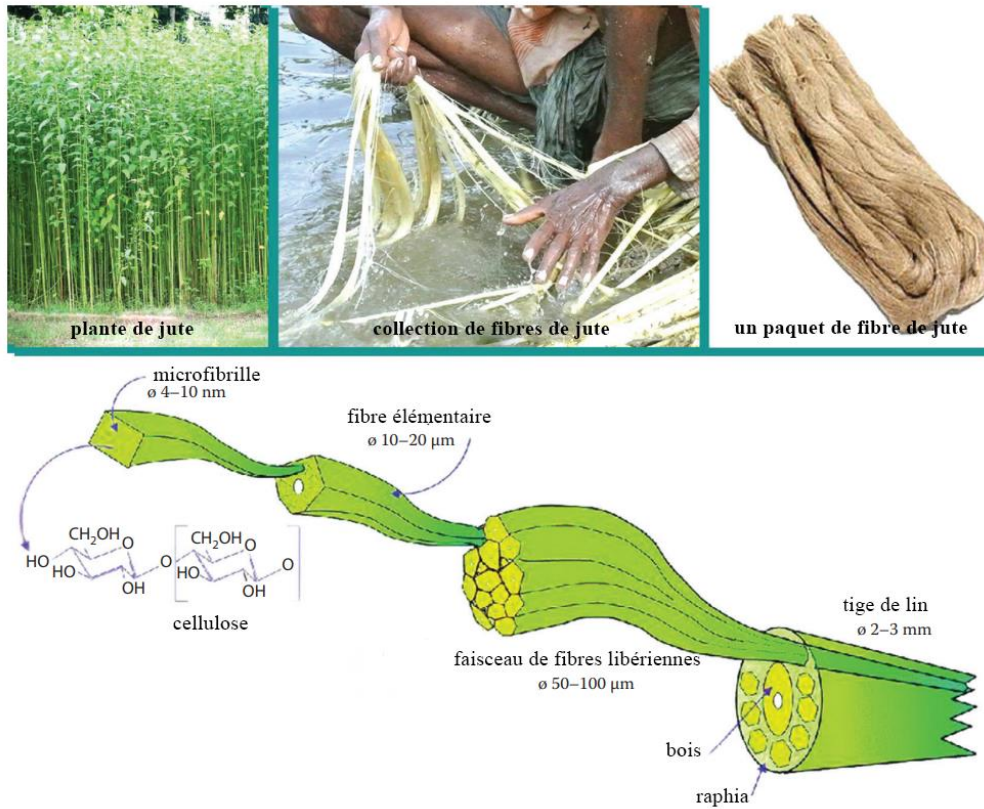 plante de jute
collection de fibres de jute
un paquet de fibre de jute
microfibrille
ø 4–10 nm
fibre élémentaire
ø 10–20 µm
CH₂OH
O
HO
HO
OH
O
CH₂OH
O
HO
OH
O
cellulose
faisceau de fibres libériennes
ø 50–100 µm
tige de lin
ø 2–3 mm
bois
raphia